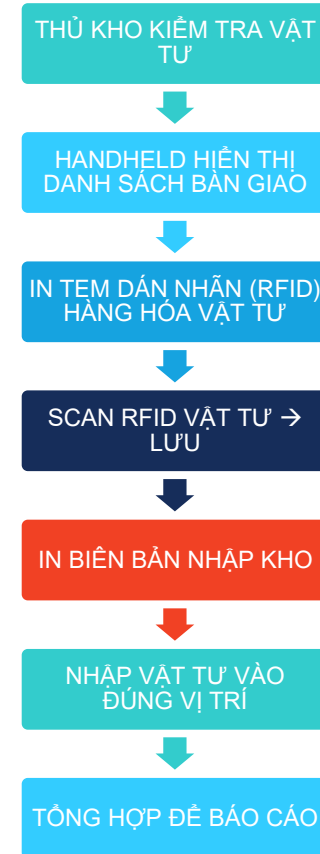 THỦ KHO KIỂM TRA VẬT
TƯ
HANDHELD HIỂN THỊ
DANH SÁCH BÀN GIAO
IN TEM DÁN NHÃN (RFID)
HÀNG HÓA VẬT TƯ
SCAN RFID VẬT TƯ →
LƯU
IN BIÊN BẢN NHẬP KHO
NHẬP VẬT TƯ VÀO
ĐÚNG VỊ TRÍ
TỔNG HỢP ĐỂ BÁO CÁO